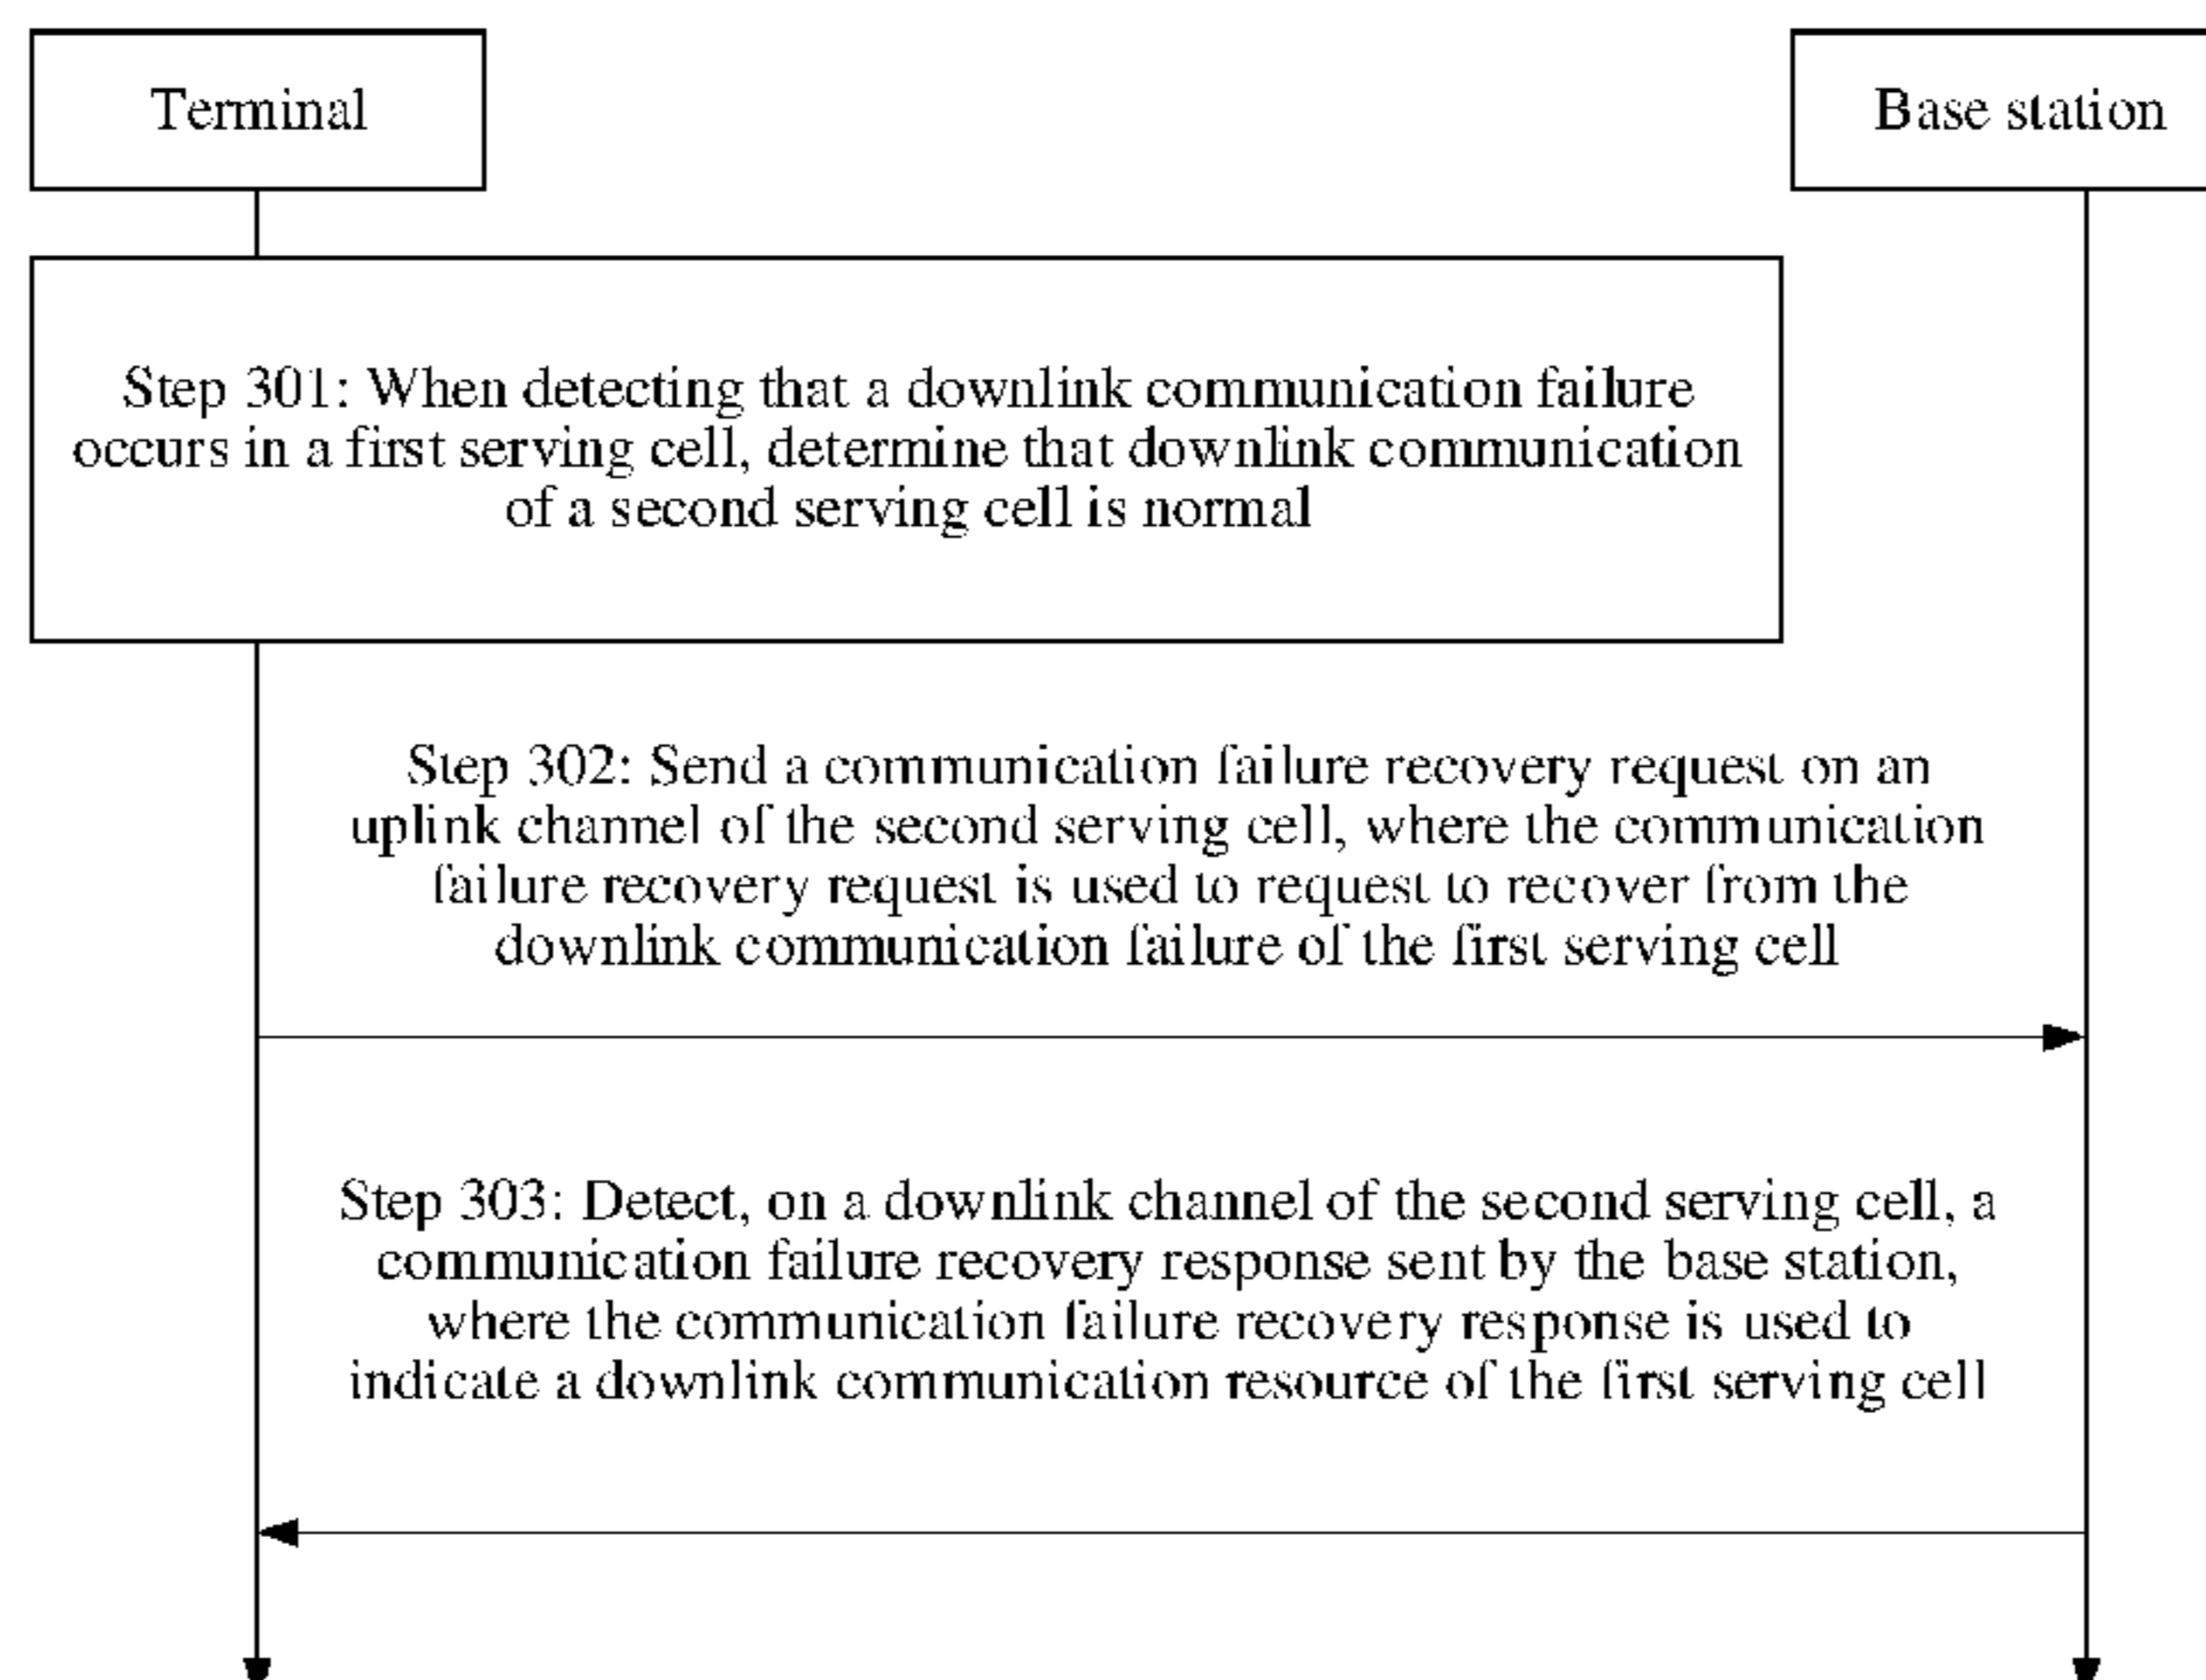 Terminal
Base station
Step 301: When detecting that a downlink communication failure
occurs in a first serving cell, determine that downlink communication
of a second serving cell is normal
Step 302: Send a communication failure recovery request on an
uplink channel of the second serving cell, where the communication
failure recovery request is used to request to recover from the
downlink communication failure of the first serving cell
Step 303: Detect, on a downlink channel of the second serving cell, a
communication failure recovery response sent by the base station,
where the communication failure recovery response is used to
indicate a downlink communication resource of the first serving cell